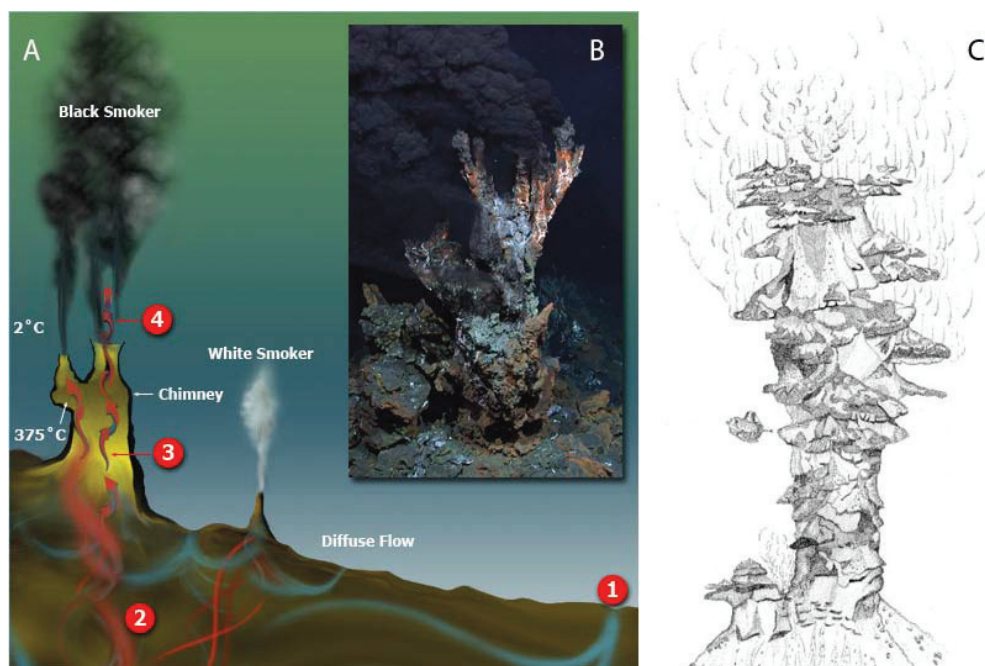 A
B
C
Black Smoker
4
2°C
White Smoker
Chimney
375°C
3
Diffuse Flow
1
2